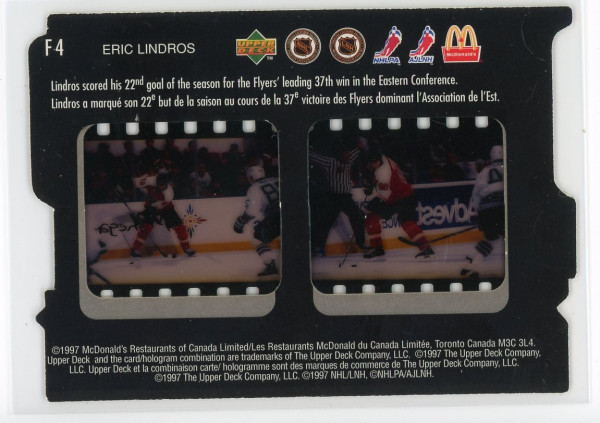 F4
ERIC LINDROS
UPPER DECK
NHLPA
AJLNH
McDonald's
Lindros scored his 22nd goal of the season for the Flyers' leading 37th win in the Eastern Conference.
Lindros a marqué son 22e but de la saison au cours de la 37e victoire des Flyers dominant l'Association de l'Est.
©1997 McDonald's Restaurants of Canada Limited/Les Restaurants McDonald du Canada Limitée, Toronto Canada M3C 3L4.
Upper Deck and the card/hologram combination are trademarks of The Upper Deck Company, LLC. ©1997 The Upper Deck Company,
LLC. Upper Deck et la combinaison carte/ hologramme sont des marques de commerce de The Upper Deck Company, LLC.
©1997 The Upper Deck Company, LLC. ©1997 NHL/LNH, ©NHLPA/AJLNH.